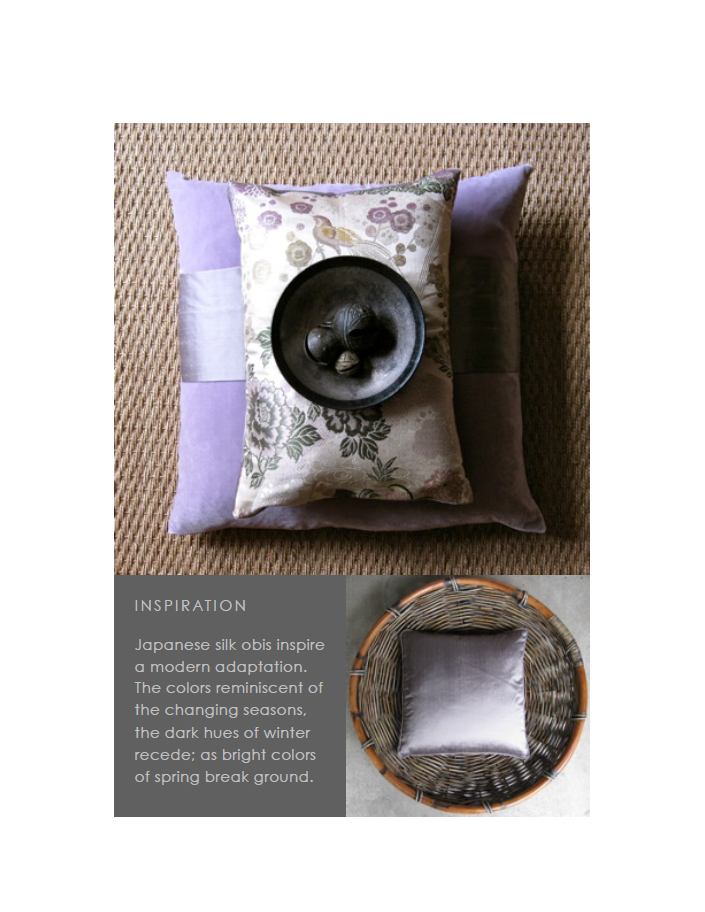 INSPIRATION
Japanese silk obis inspire
a modern adaptation.
The colors reminiscent of
the changing seasons,
the dark hues of winter
recede; as bright colors
of spring break ground.